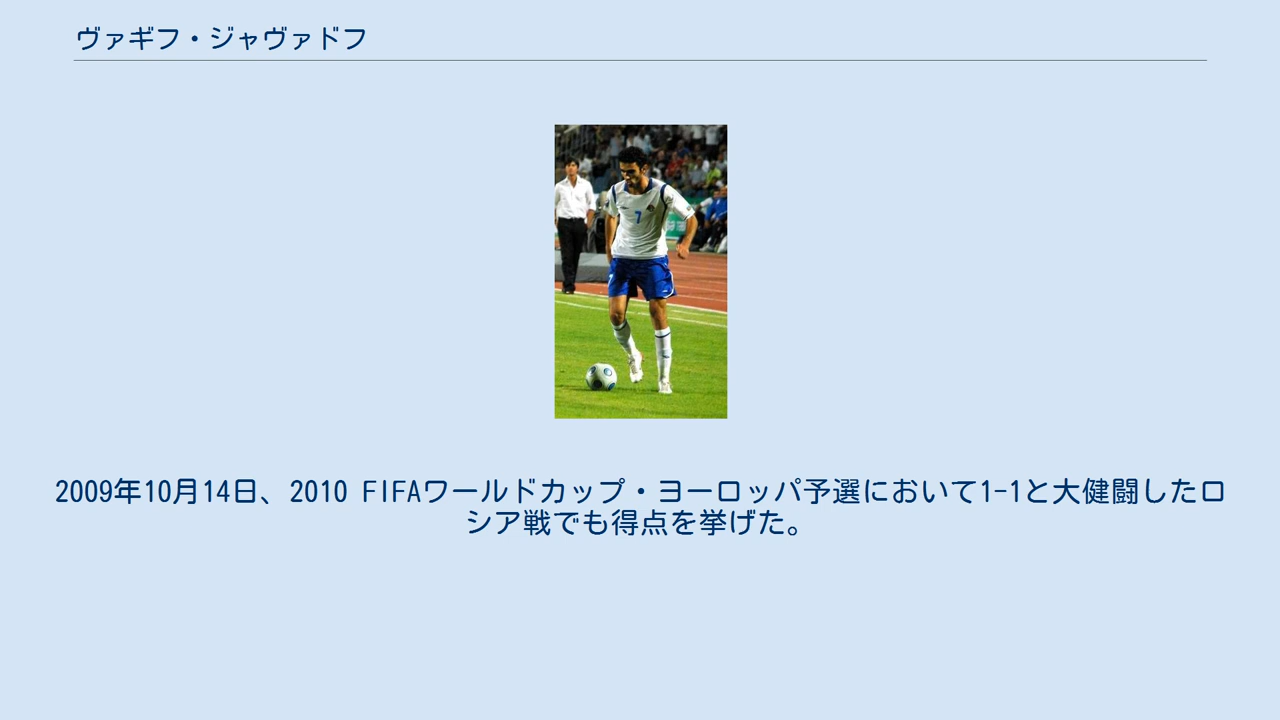 ヴァギフ・ジャヴァドフ
7
2009年10月14日、2010 FIFAワールドカップ・ヨーロッパ予選において1-1と大健闘したロ
シア戦でも得点を挙げた。